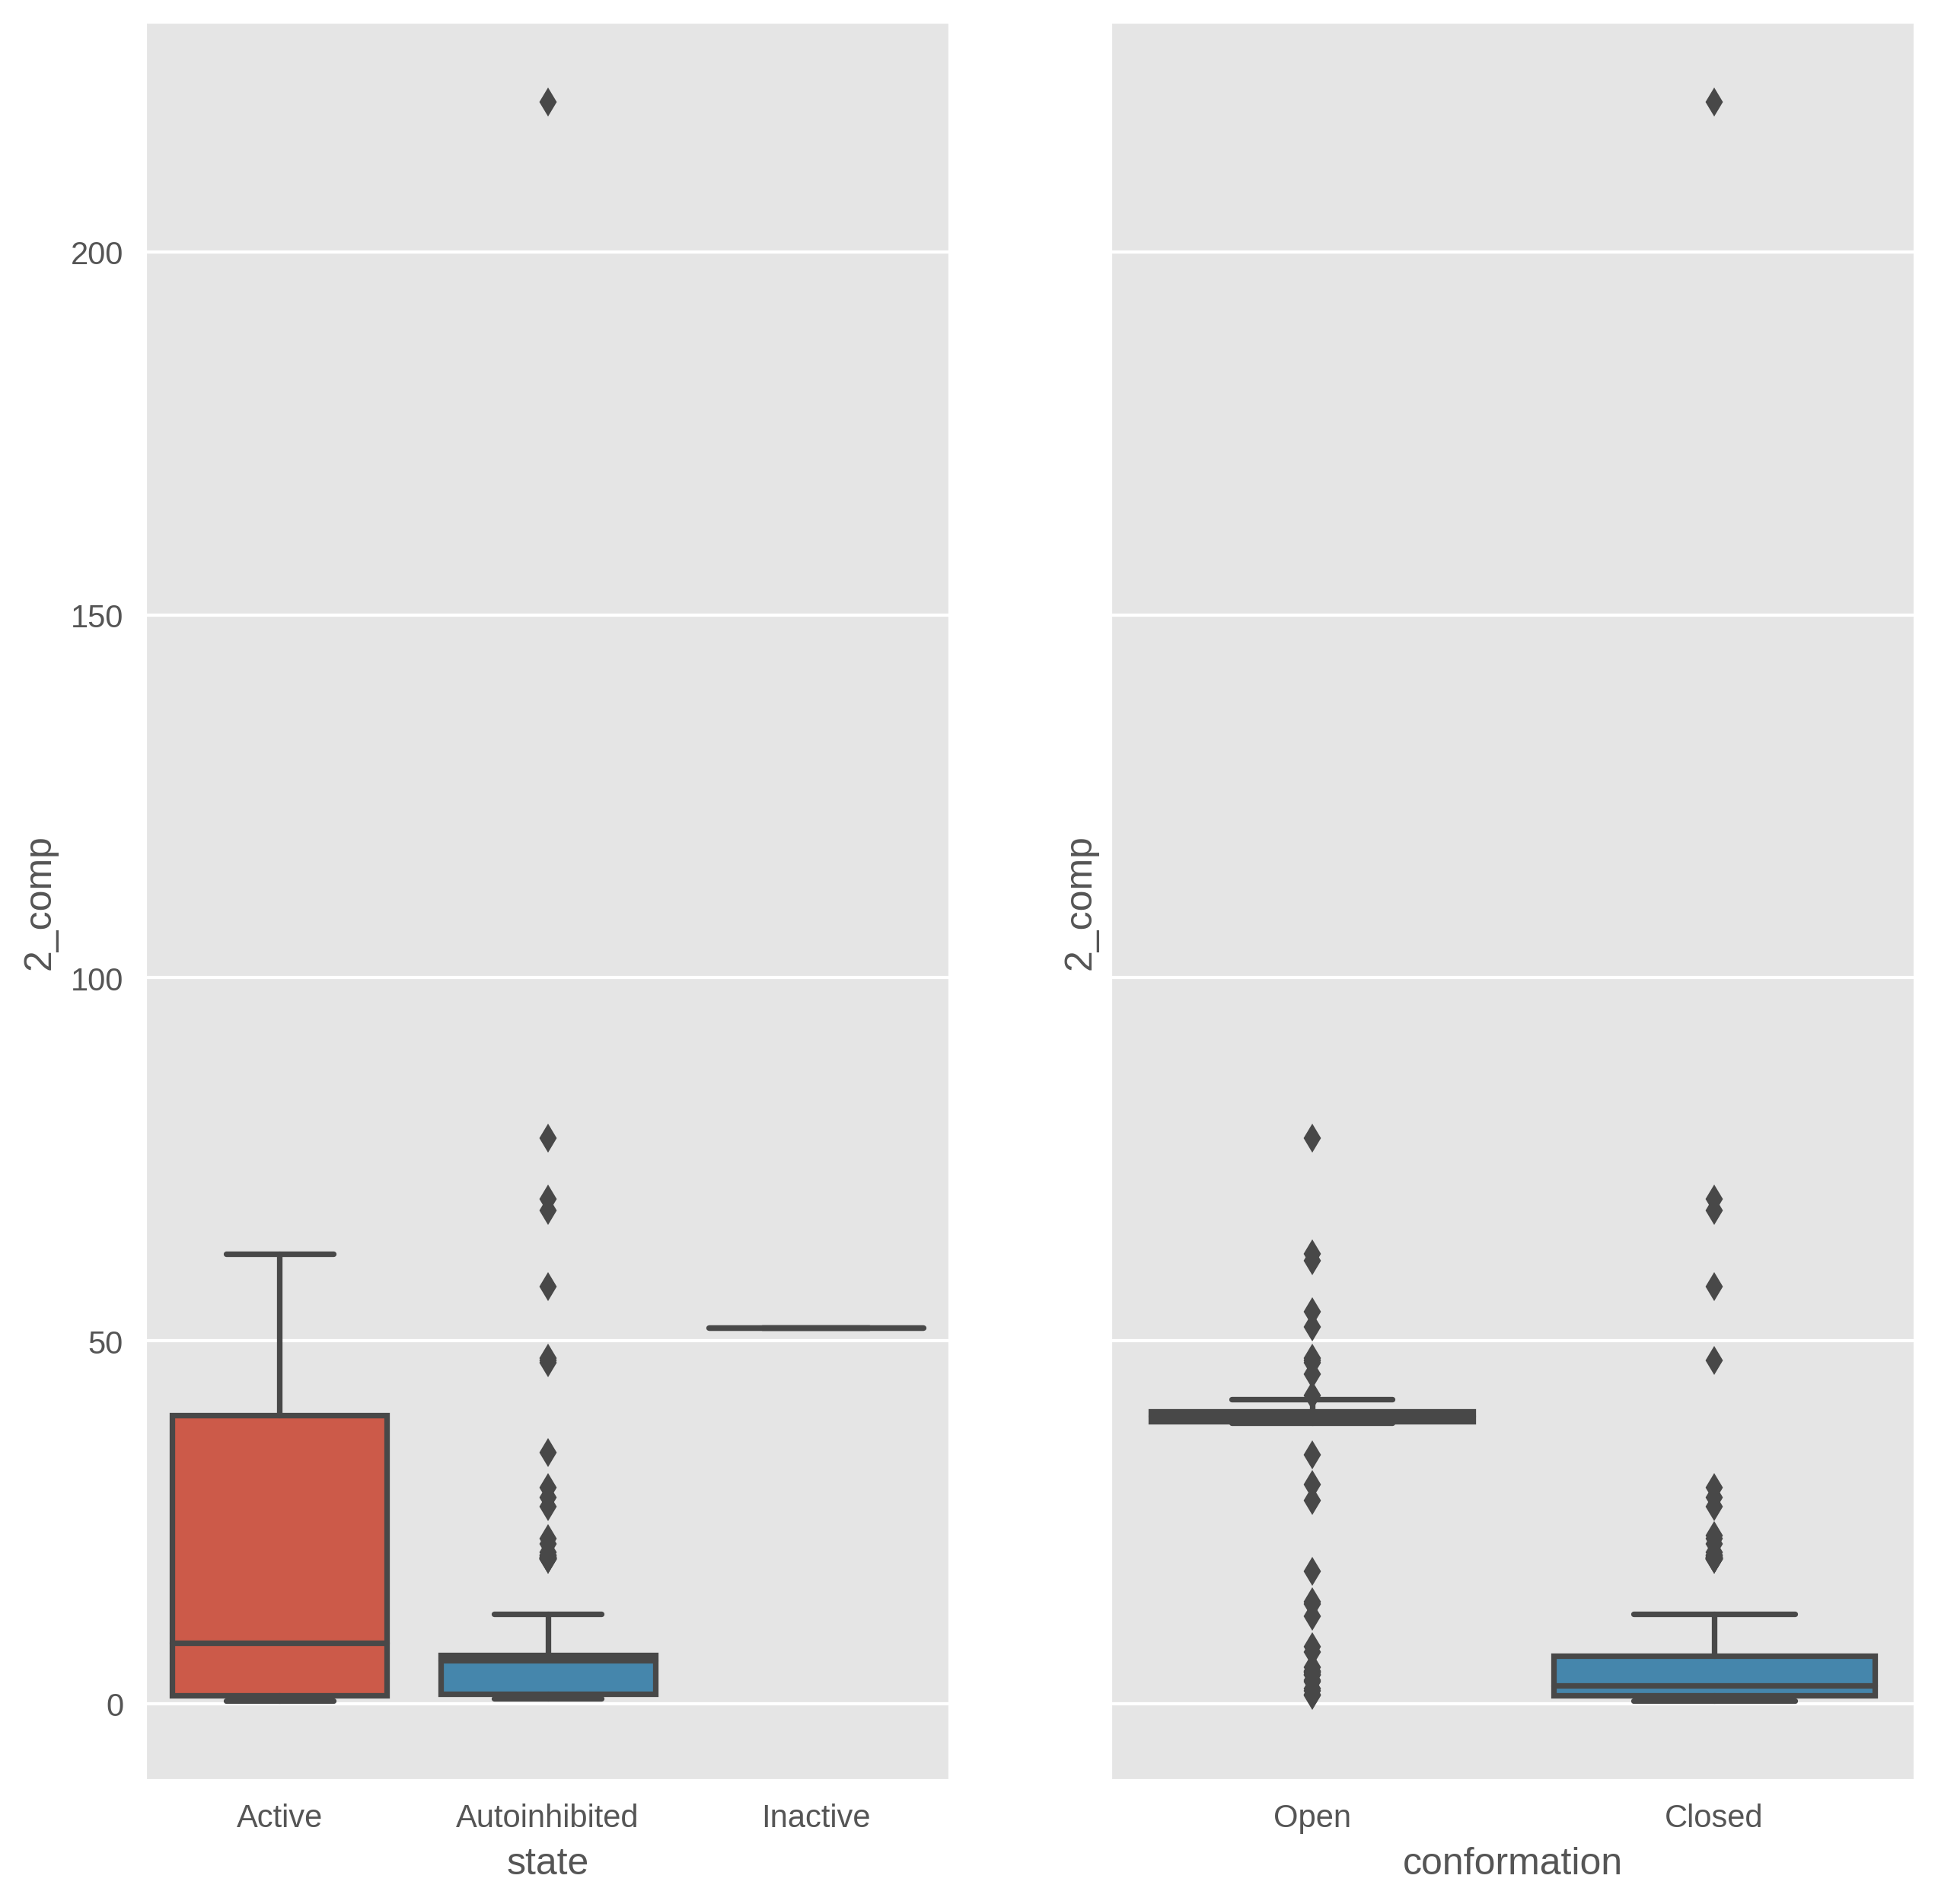 2_comp
200
150
100
50
0
Active Autoinhibited Inactive
state
2_comp
Open Closed
conformation